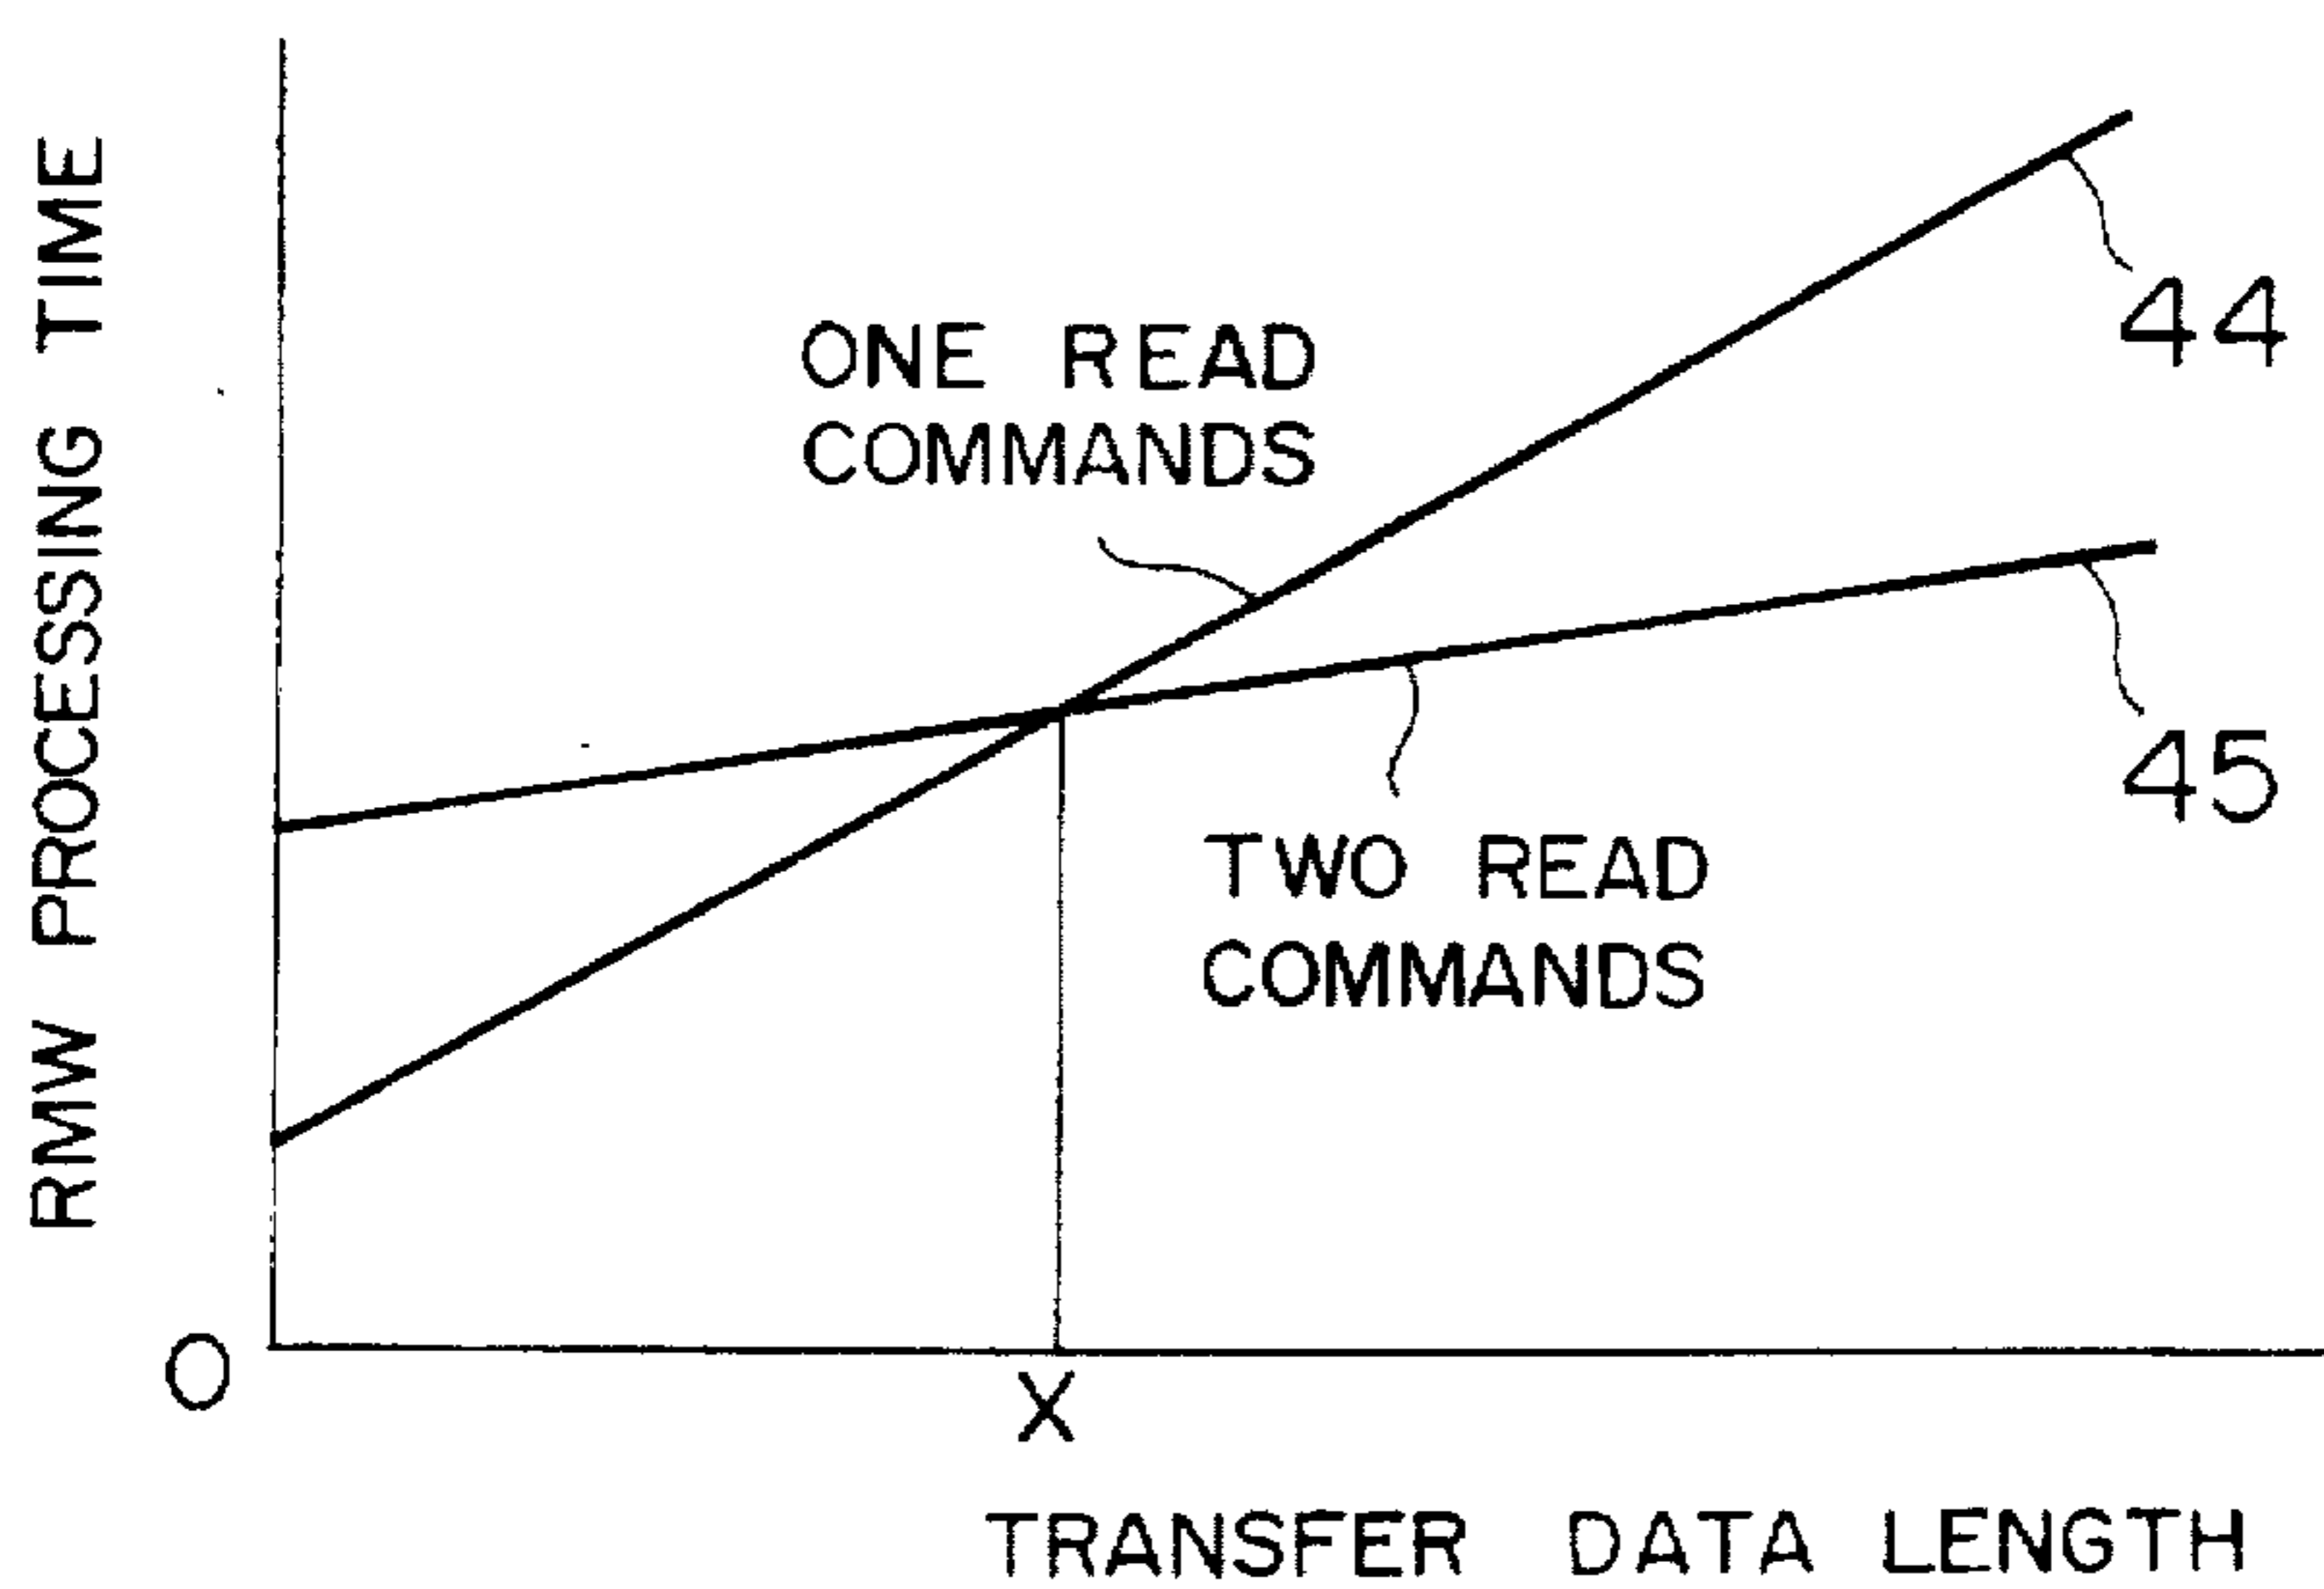 RMW PROCESSING TIME
ONE READ
COMMANDS
44
45
TWO READ
COMMANDS
O
X
TRANSFER DATA LENGTH